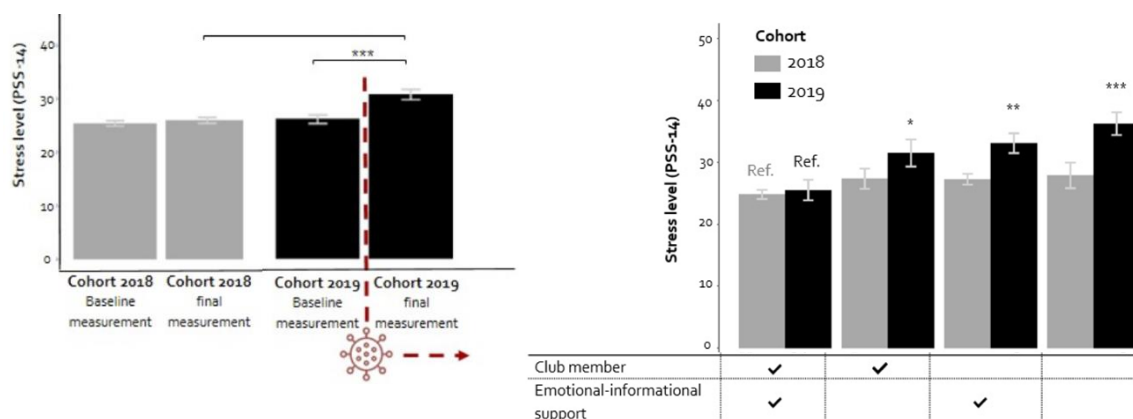 Stress level (PSS-14)
40
30
20
10
0
***
Cohort 2018
Baseline
measurement
Cohort 2018
final
measurement
Cohort 2019
Baseline
measurement
Cohort 2019
final
measurement
Stress level (PSS-14)
50
40
30
20
10
0
Cohort
2018
2019
Ref.
Ref.
*
**
***
Club member ✓ ✓
Emotional-informational
support ✓ ✓